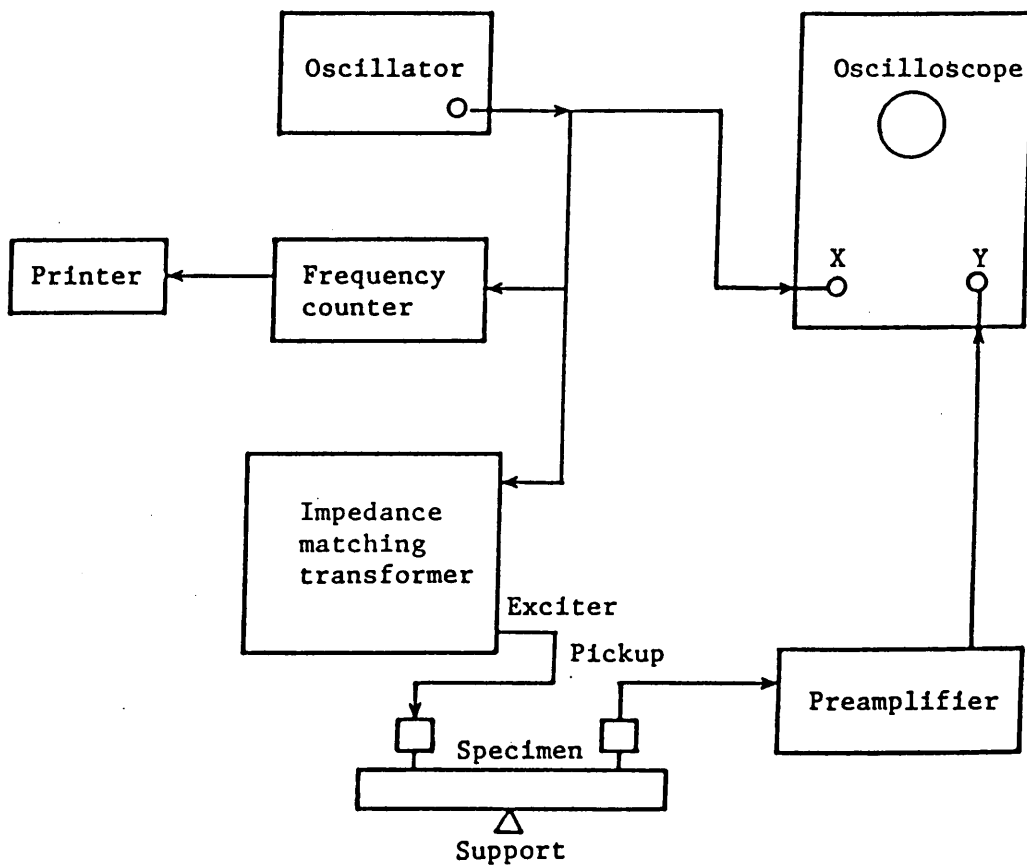 Oscillator
Oscilloscope
X
Y
Printer
Frequency
counter
Impedance
matching
transformer
Exciter
Pickup
Preamplifier
Specimen
Support